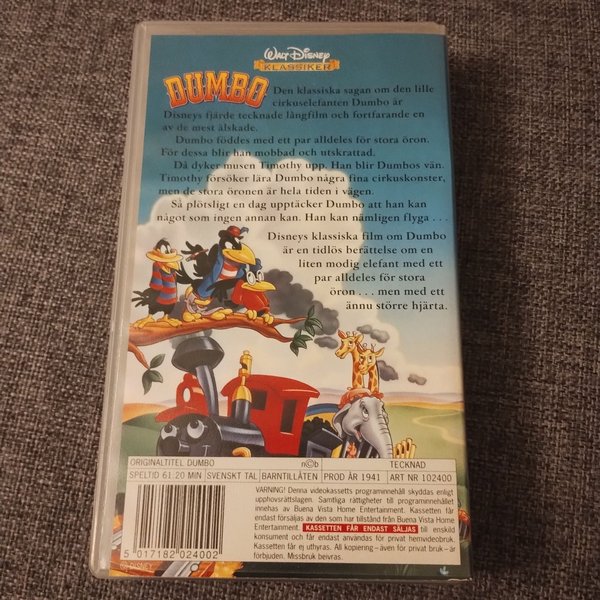 WALT DISNEY
KLASSIKER
DUMBO Den klassiska sagan om den lille
cirkuselefanten Dumbo är
Disneys fjärde tecknade långfilm och fortfarande en
av de mest älskade.
Dumbo föddes med ett par alldeles för stora öron.
För dessa blir han mobbad och utskrattad.
Då dyker musen Timothy upp. Han blir Dumbos vän.
Timothy försöker lära Dumbo några fina cirkuskonster,
men de stora öronen är hela tiden i vägen.
Så plötsligt en dag upptäcker Dumbo att han kan
något som ingen annan kan. Han kan nämligen flyga . . .
Disneys klassiska film om Dumbo
är en tidlös berättelse om en
liten modig elefant med ett
par alldeles för stora
öron . . . men med ett
ännu större hjärta.
ORIGINALTITEL DUMBO n©b TECKNAD
SPELTID 61.20 MIN SVENSKT TAL BARNTILLÅTEN PROD ÅR 1941 ART NR 102400
VARNING! Denna videokassetts programinnehåll skyddas enligt
upphovsrättslagen. Samtliga rättigheter till programinnehållet
innehas av Buena Vista Home Entertainment. Kassetten får
endast försäljas av den som har tillstånd från Buena Vista Home
Entertainment. KASSETTEN FÅR ENDAST SÄLJAS till enskild
konsument och får endast användas för privat hemvideobruk.
Kassetten får ej uthyras. All kopiering – även för privat bruk – är
förbjuden. Missbruk beivras.
5 017182 024002
© DISNEY